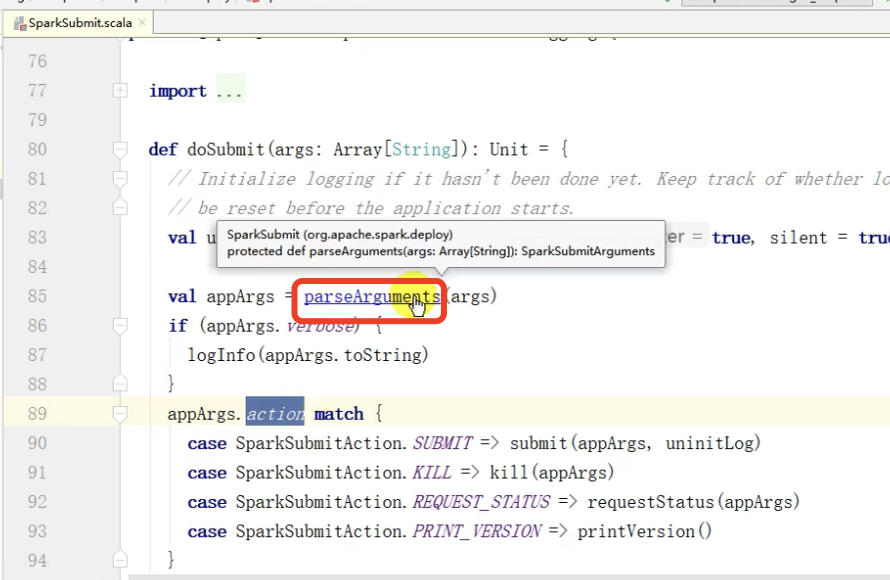 SparkSubmit.scala ×
76
77 import ...
79
80 def doSubmit(args: Array[String]): Unit = {
81 // Initialize logging if it hasn't been done yet. Keep track of whether lo
82 // be reset before the application starts.
83 val u er = true, silent = tru
SparkSubmit (org.apache.spark.deploy)
protected def parseArguments(args: Array[String]): SparkSubmitArguments
84
85 val appArgs = parseArguments(args)
86 if (appArgs.verbose) {
87 logInfo(appArgs.toString)
88 }
89 appArgs.action match {
90 case SparkSubmitAction.SUBMIT => submit(appArgs, uninitLog)
91 case SparkSubmitAction.KILL => kill(appArgs)
92 case SparkSubmitAction.REQUEST_STATUS => requestStatus(appArgs)
93 case SparkSubmitAction.PRINT_VERSION => printVersion()
94 }